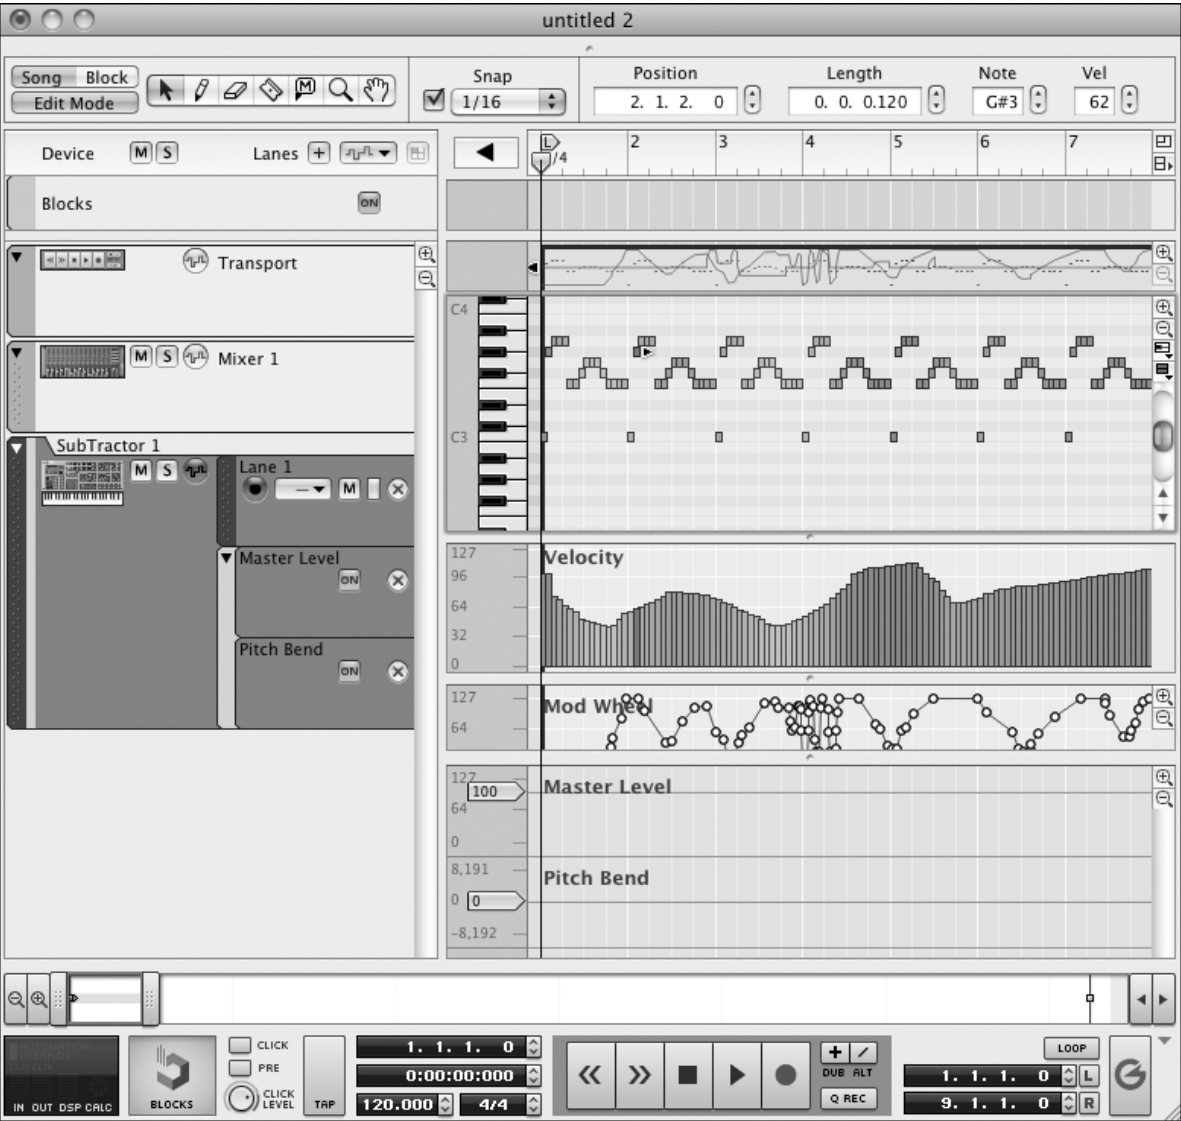 untitled 2
Song Block
Edit Mode
M
Snap
1/16
Position
2. 1. 2. 0
Length
0. 0. 0.120
Note
G#3
Vel
62
Device M S Lanes +
L
/4 2 3 4 5 6 7
Blocks ON
Transport
M S Mixer 1
SubTractor 1
M S
Lane 1
— M
Master Level
ON
Pitch Bend
ON
C4
C3
127
96
64
32
0
Velocity
127
64
Mod Wheel
127
100
64
0
Master Level
8,191
0 0
-8,192
Pitch Bend
AUTOMATION
OVERRIDE
IN OUT DSP CALC
BLOCKS
CLICK
PRE
CLICK
LEVEL
TAP
1. 1. 1. 0
0:00:00:000
120.000 4/4
+ /
DUB ALT
Q REC
LOOP
1. 1. 1. 0 L
9. 1. 1. 0 R